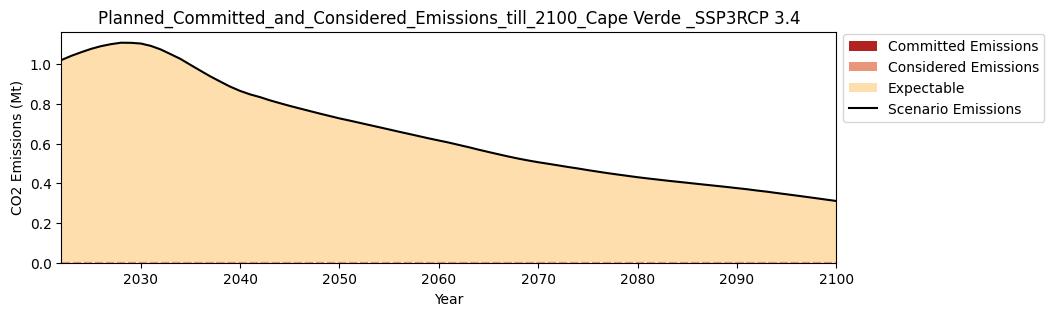 Planned_Committed_and_Considered_Emissions_till_2100_Cape Verde _SSP3RCP 3.4
Committed Emissions
Considered Emissions
Expectable
Scenario Emissions
CO2 Emissions (Mt)
1.0
0.8
0.6
0.4
0.2
0.0
2030 2040 2050 2060 2070 2080 2090 2100
Year